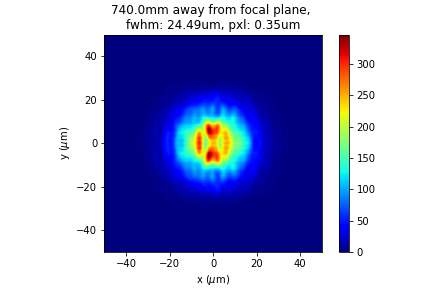 740.0mm away from focal plane,
fwhm: 24.49um, pxl: 0.35um
y (μm)
40
20
0
−20
−40
−40 −20 0 20 40
x (μm)
300
250
200
150
100
50
0